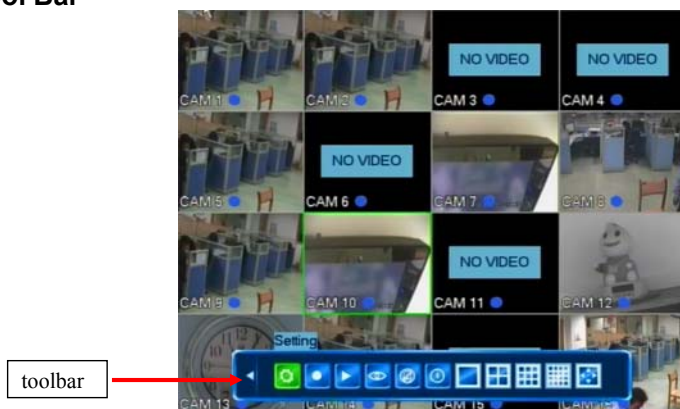 CAM 1
CAM 2
NO VIDEO
CAM 3
NO VIDEO
CAM 4
CAM 5
NO VIDEO
CAM 6
CAM 7
CAM 8
CAM 9
CAM 10
NO VIDEO
CAM 11
CAM 12
Setting
toolbar
CAM 13
CAM 14
CAM 15